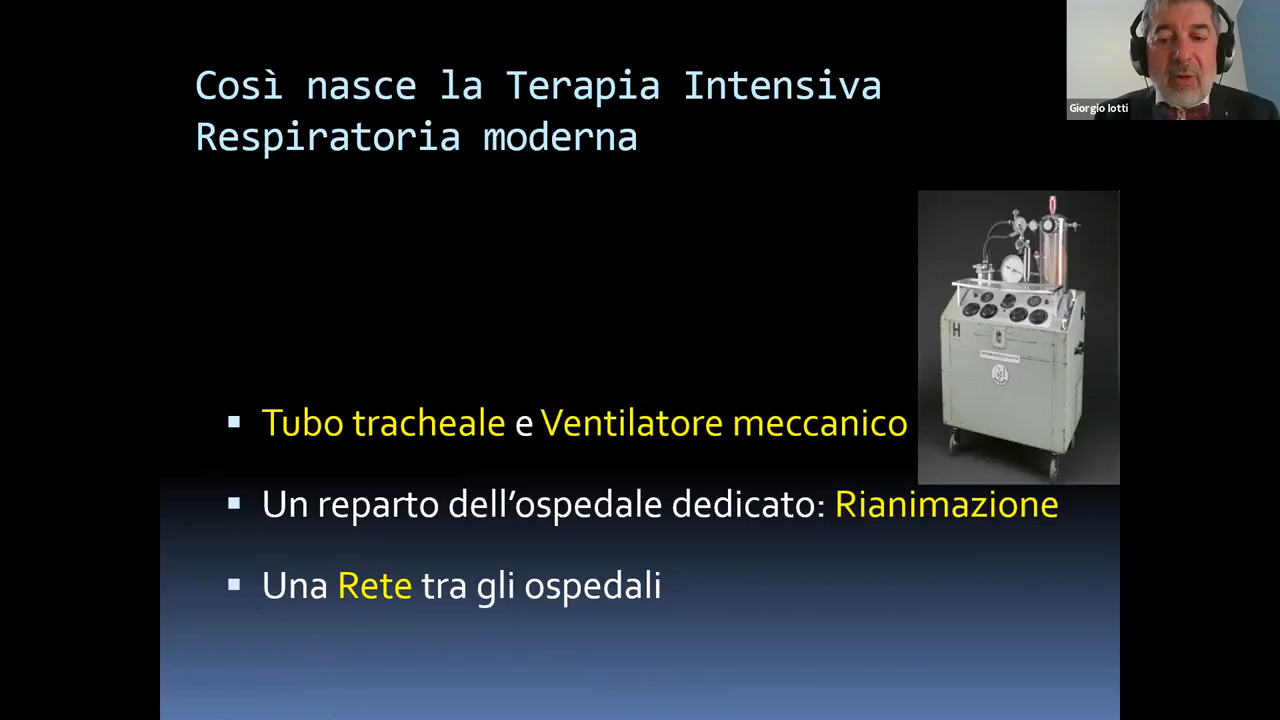 Così nasce la Terapia Intensiva
Respiratoria moderna
Giorgio Iotti
H
Tubo tracheale e Ventilatore meccanico
Un reparto dell’ospedale dedicato: Rianimazione
Una Rete tra gli ospedali